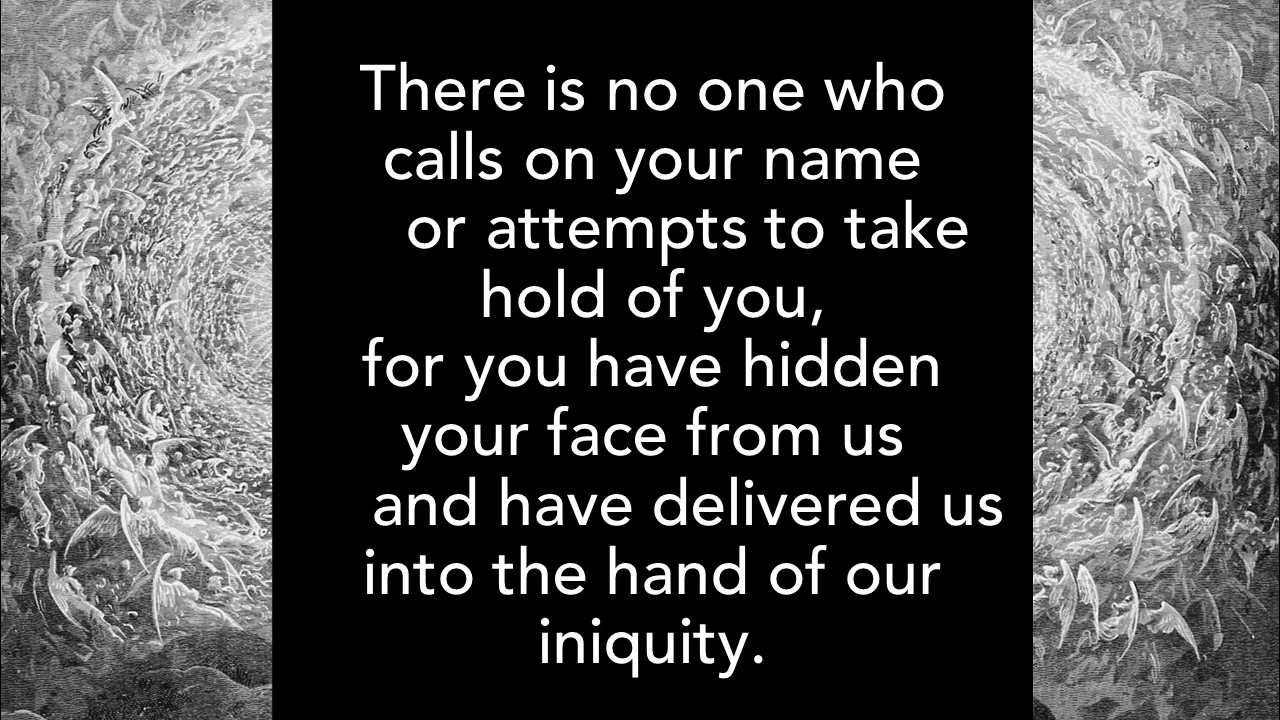 There is no one who
calls on your name
or attempts to take
hold of you,
for you have hidden
your face from us
and have delivered us
into the hand of our
iniquity.